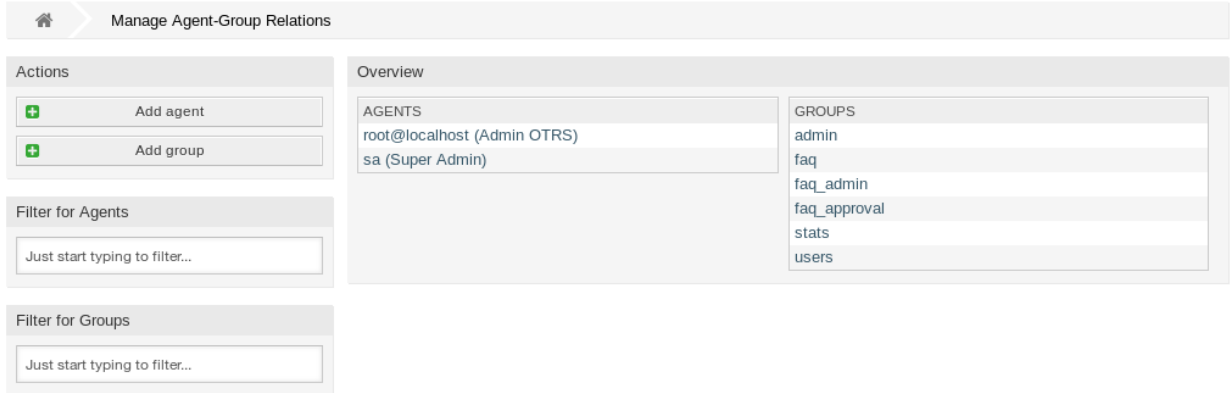 Manage Agent-Group Relations
Actions
Add agent
Add group
Filter for Agents
Just start typing to filter...
Filter for Groups
Just start typing to filter...
Overview
AGENTS
root@localhost (Admin OTRS)
sa (Super Admin)
GROUPS
admin
faq
faq_admin
faq_approval
stats
users